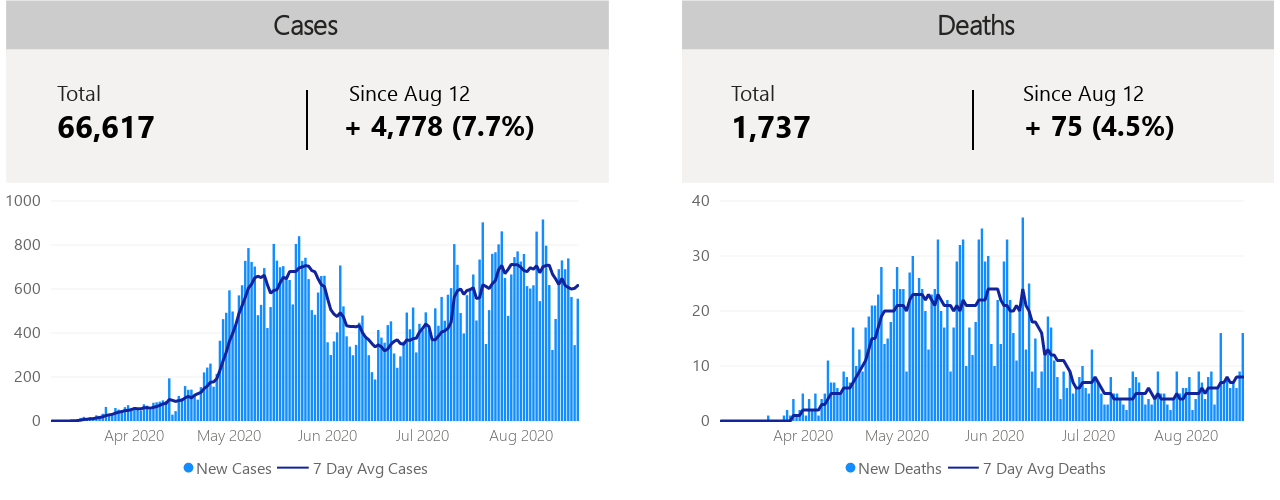 Cases
Total
Since Aug 12
66,617
+ 4,778 (7.7%)
1000
800
600
400
200
0
Apr 2020 May 2020 Jun 2020 Jul 2020 Aug 2020
New Cases 7 Day Avg Cases
Deaths
Total
Since Aug 12
1,737
+ 75 (4.5%)
40
30
20
10
0
Apr 2020 May 2020 Jun 2020 Jul 2020 Aug 2020
New Deaths 7 Day Avg Deaths